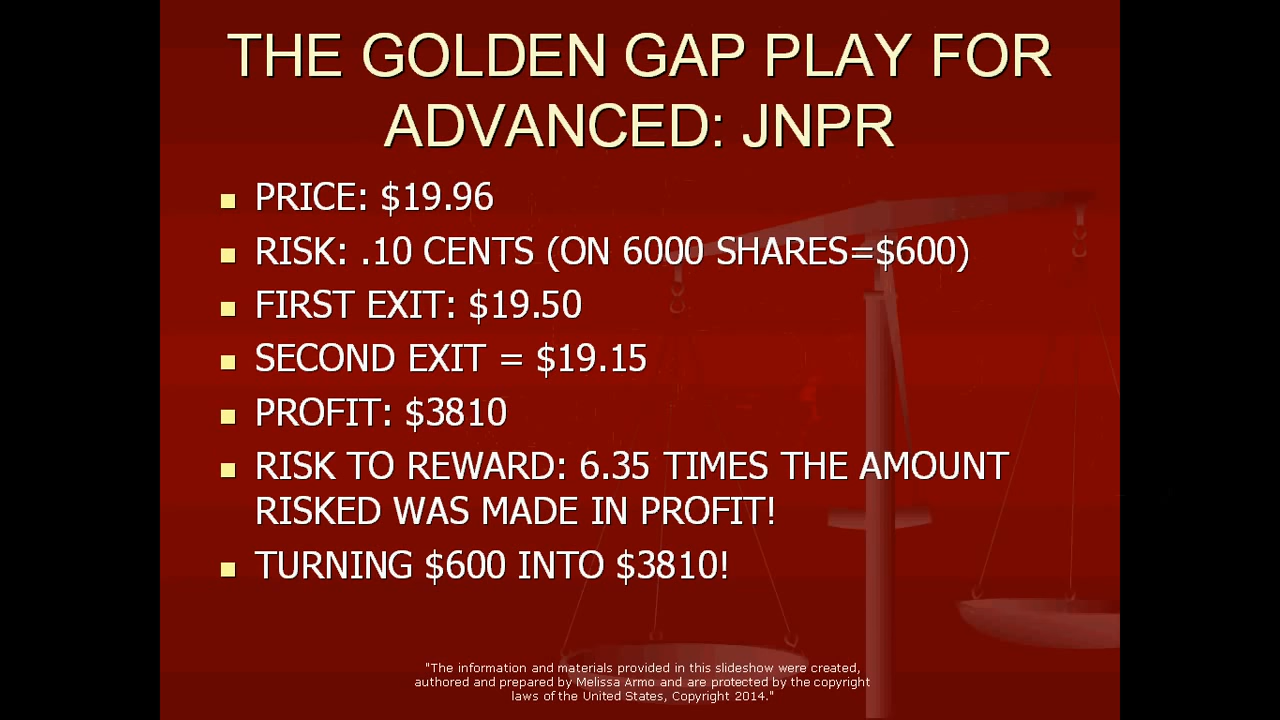 THE GOLDEN GAP PLAY FOR
ADVANCED: JNPR
PRICE: $19.96
RISK: .10 CENTS (ON 6000 SHARES=$600)
FIRST EXIT: $19.50
SECOND EXIT = $19.15
PROFIT: $3810
RISK TO REWARD: 6.35 TIMES THE AMOUNT
RISKED WAS MADE IN PROFIT!
TURNING $600 INTO $3810!
"The information and materials provided in this slideshow were created,
authored and prepared by Melissa Armo and are protected by the copyright
laws of the United States, Copyright 2014."